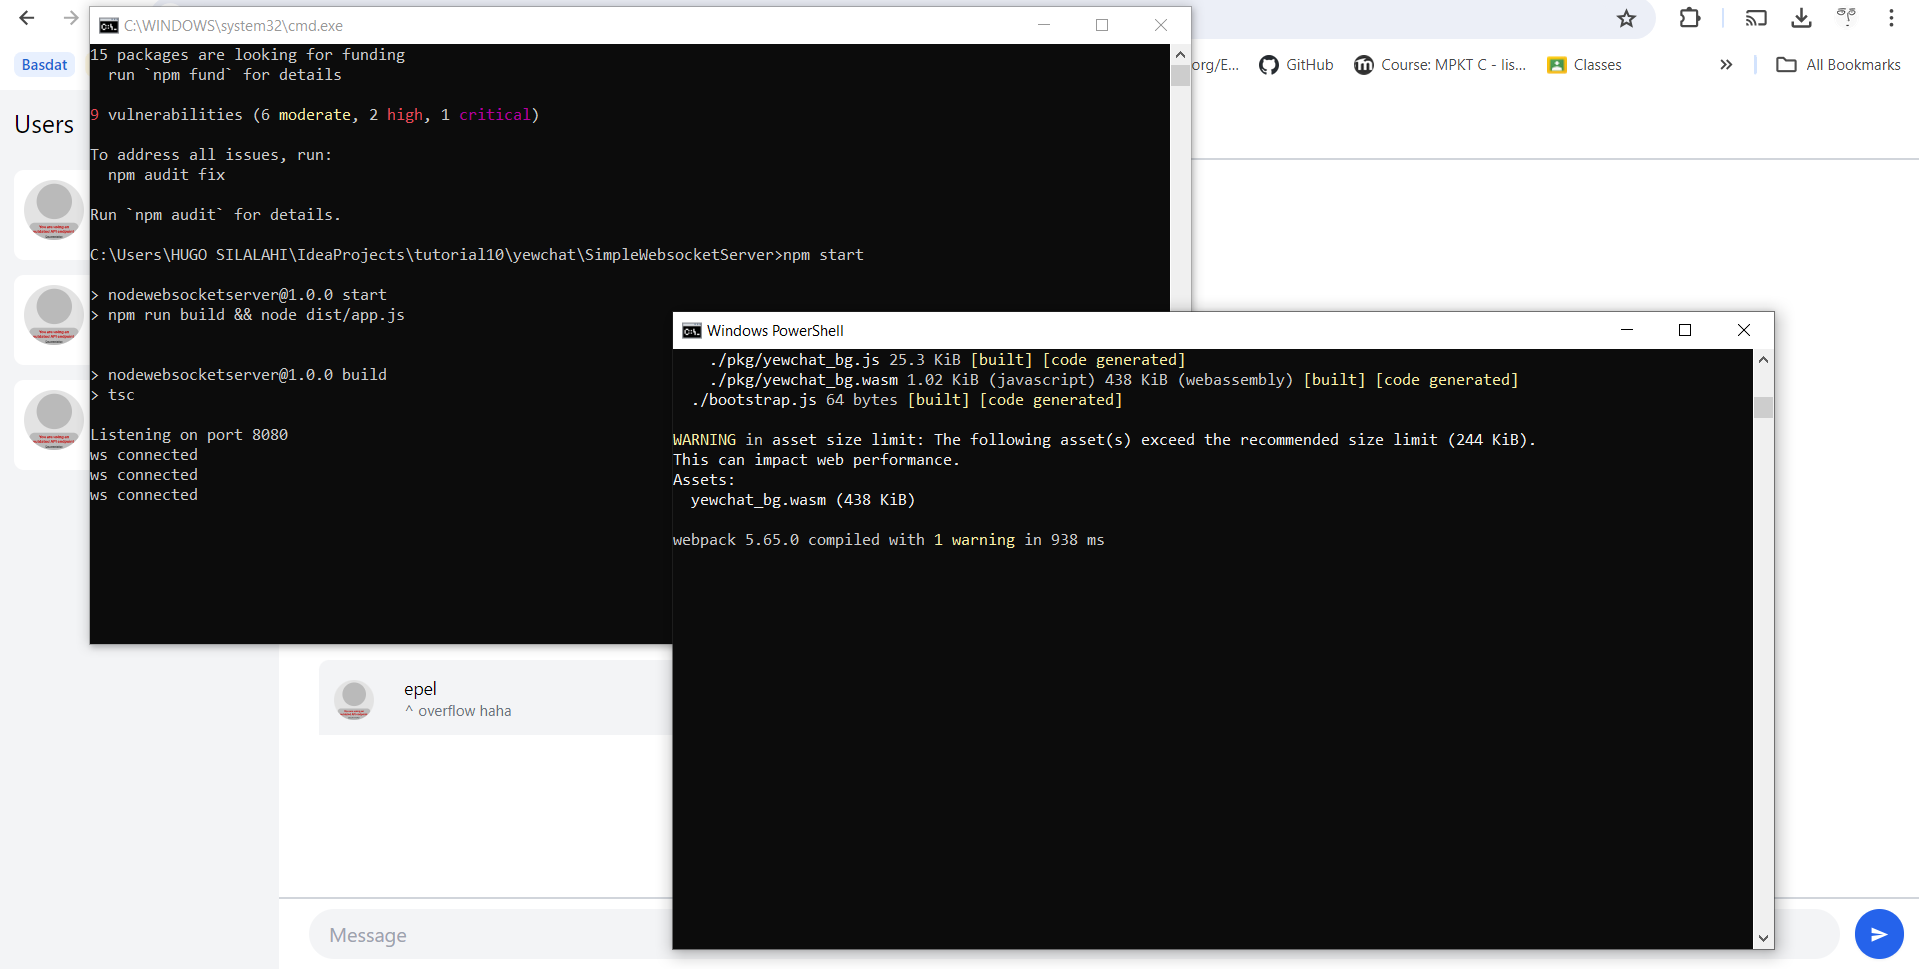 C:\WINDOWS\system32\cmd.exe
Basdat
org/E...
GitHub
Course: MPKT C - lis...
Classes
All Bookmarks
Users
15 packages are looking for funding
run `npm fund` for details
9 vulnerabilities (6 moderate, 2 high, 1 critical)
To address all issues, run:
npm audit fix
Run `npm audit` for details.
C:\Users\HUGO SILALAHI\IdeaProjects\tutorial10\yewchat\SimpleWebsocketServer>npm start
> nodewebsocketserver@1.0.0 start
> npm run build && node dist/app.js
> nodewebsocketserver@1.0.0 build
> tsc
Listening on port 8080
ws connected
ws connected
ws connected
Windows PowerShell
./pkg/yewchat_bg.js 25.3 KiB [built] [code generated]
./pkg/yewchat_bg.wasm 1.02 KiB (javascript) 438 KiB (webassembly) [built] [code generated]
./bootstrap.js 64 bytes [built] [code generated]
WARNING in asset size limit: The following asset(s) exceed the recommended size limit (244 KiB).
This can impact web performance.
Assets:
yewchat_bg.wasm (438 KiB)
webpack 5.65.0 compiled with 1 warning in 938 ms
epel
^ overflow haha
Message